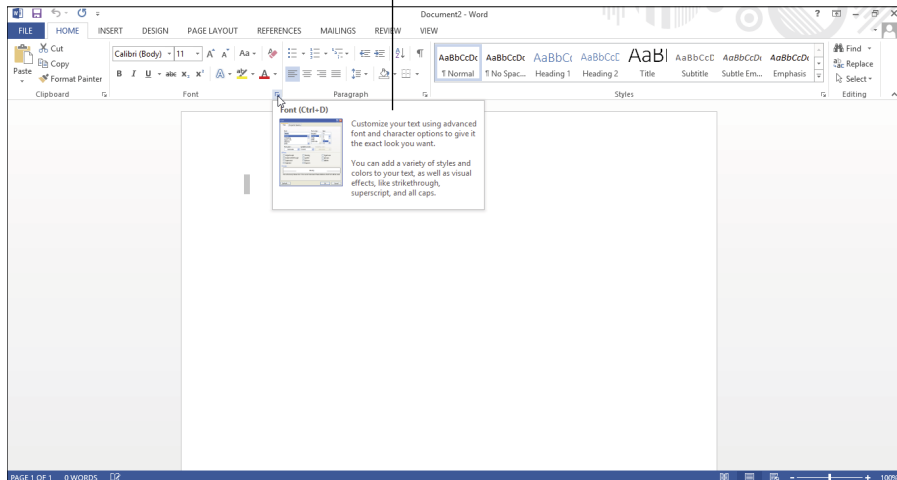 Document2 - Word
FILE HOME INSERT DESIGN PAGE LAYOUT REFERENCES MAILINGS REVIEW VIEW
Paste
Cut
Copy
Format Painter
Clipboard
Calibri (Body) 11
Font
Paragraph
AaBbCcDc AaBbCcDc AaBbCc AaBbCcE AaBl AaBbCcE AaBbCcDc AaBbCcDc
¶ Normal ¶ No Spac... Heading 1 Heading 2 Title Subtitle Subtle Em... Emphasis
Styles
Find
Replace
Select
Editing
Font (Ctrl+D)
Customize your text using advanced
font and character options to give it
the exact look you want.
You can add a variety of styles and
colors to your text, as well as visual
effects, like strikethrough,
superscript, and all caps.
PAGE 1 OF 1 0 WORDS
100%